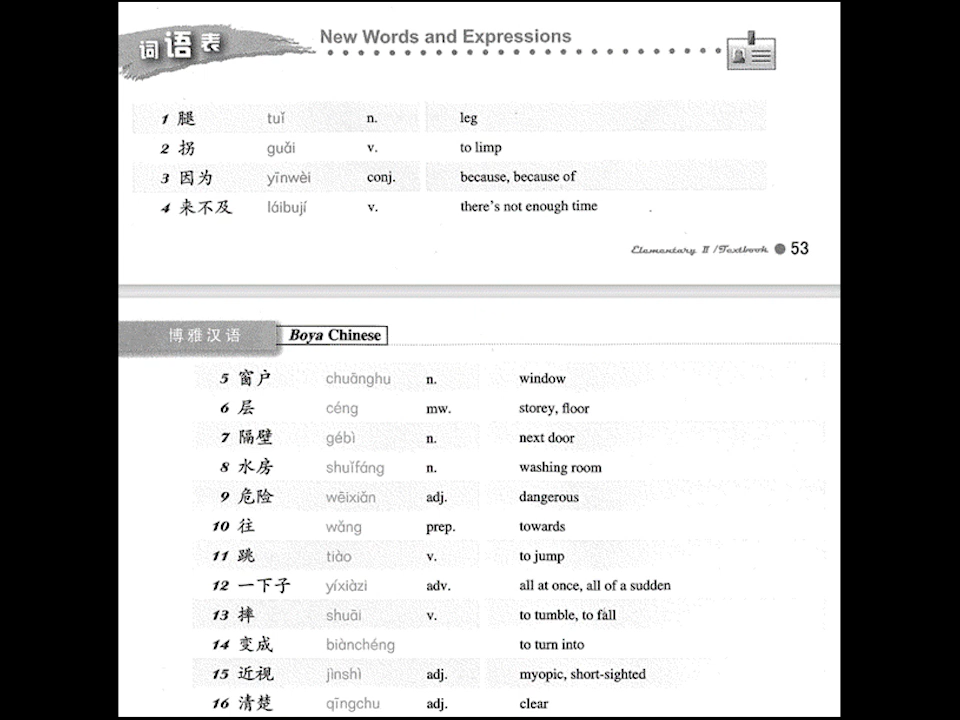 词语表 New Words and Expressions
1 腿 tuǐ n. leg
2 拐 guǎi v. to limp
3 因为 yīnwèi conj. because, because of
4 来不及 láibují v. there's not enough time
Elementary II /Textbook ● 53
博雅汉语 Boya Chinese
5 窗户 chuānghu n. window
6 层 céng mw. storey, floor
7 隔壁 gébì n. next door
8 水房 shuǐfáng n. washing room
9 危险 wēixiǎn adj. dangerous
10 往 wǎng prep. towards
11 跳 tiào v. to jump
12 一下子 yíxiàzi adv. all at once, all of a sudden
13 摔 shuāi v. to tumble, to fall
14 变成 biànchéng to turn into
15 近视 jìnshì adj. myopic, short-sighted
16 清楚 qīngchu adj. clear